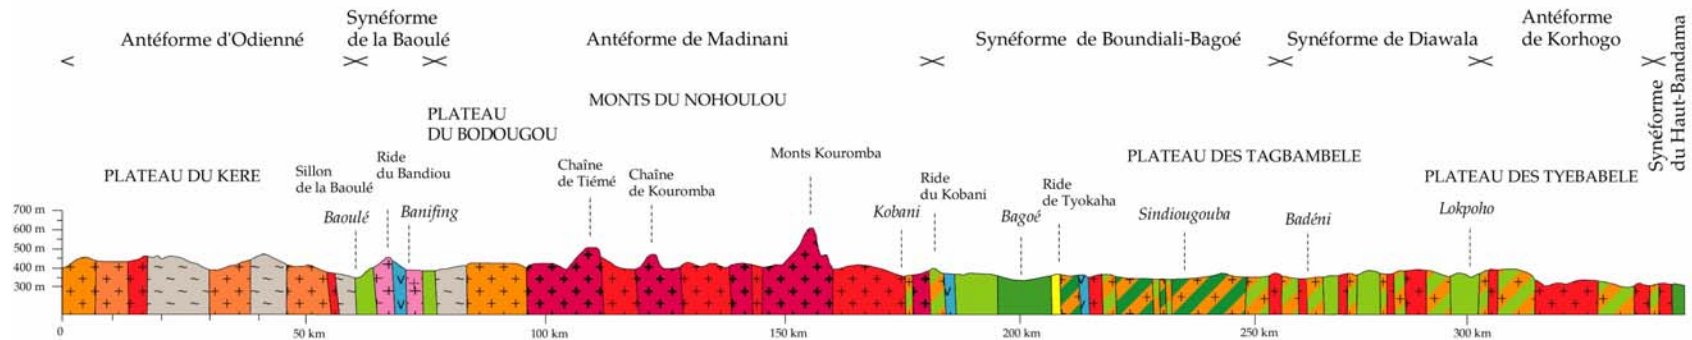 Antéforme d'Odienné
Synéforme
de la Baoulé
Antéforme de Madinani
Synéforme de Boundiali-Bagoé
Synéforme de Diawala
Antéforme
de Korhogo
Synéforme
du Haut-Bandama
PLATEAU DU KERE
PLATEAU
DU BODOUGOU
MONTS DU NOHOULOU
PLATEAU DES TAGBAMBELE
PLATEAU DES TYEBABELE
Sillon
de la Baoulé
Ride
du Bandiou
Baoulé
Banifing
Chaîne
de Tiémé
Chaîne
de Kouromba
Monts Kouromba
Kobani
Ride
du Kobani
Bagoé
Ride
de Tyokaha
Sindiougouba
Badéni
Lokpoho
700 m
600 m
500 m
400 m
300 m
0
50 km
100 km
150 km
200 km
250 km
300 km